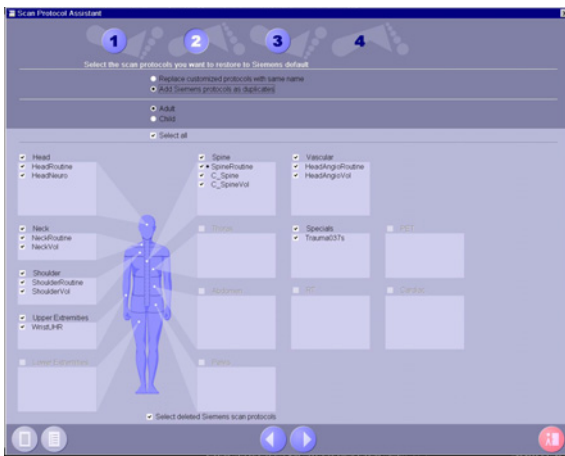 Scan Protocol Assistant
1 2 3 4
Select the scan protocols you want to restore to Siemens default
Replace customized protocols with same name
Add Siemens protocols as duplicates
Adult
Child
Select all
Head
HeadRoutine
HeadNeuro
Spine
SpineRoutine
C_Spine
C_SpineVol
Vascular
HeadAngioRoutine
HeadAngioVol
Neck
NeckRoutine
NeckVol
Thorax
Specials
Trauma037s
PET
Shoulder
ShoulderRoutine
ShoulderVol
Abdomen
RT
Cardiac
Upper Extremities
WristUHR
Lower Extremities
Pelvis
Select deleted Siemens scan protocols